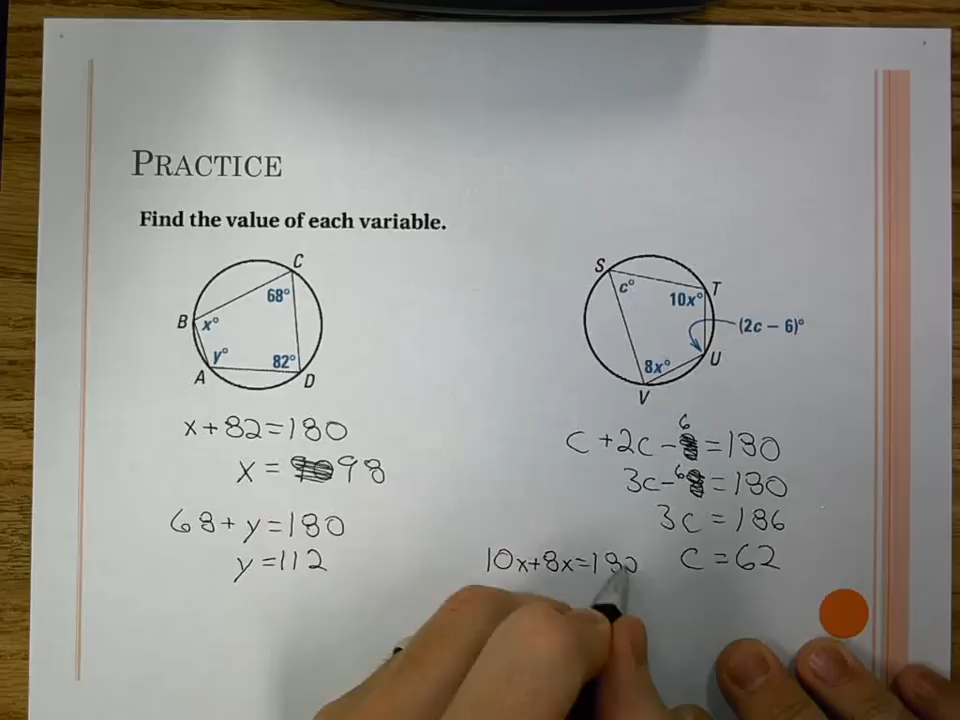 PRACTICE
Find the value of each variable.
C
68°
B
x°
y°
82°
A
D
x+82=180
x = 98
68+y=180
y=112
S
c°
T
10x°
(2c – 6)°
8x°
U
V
c+2c-6=180
3c-6=180
3c=186
c=62
10x+8x=180